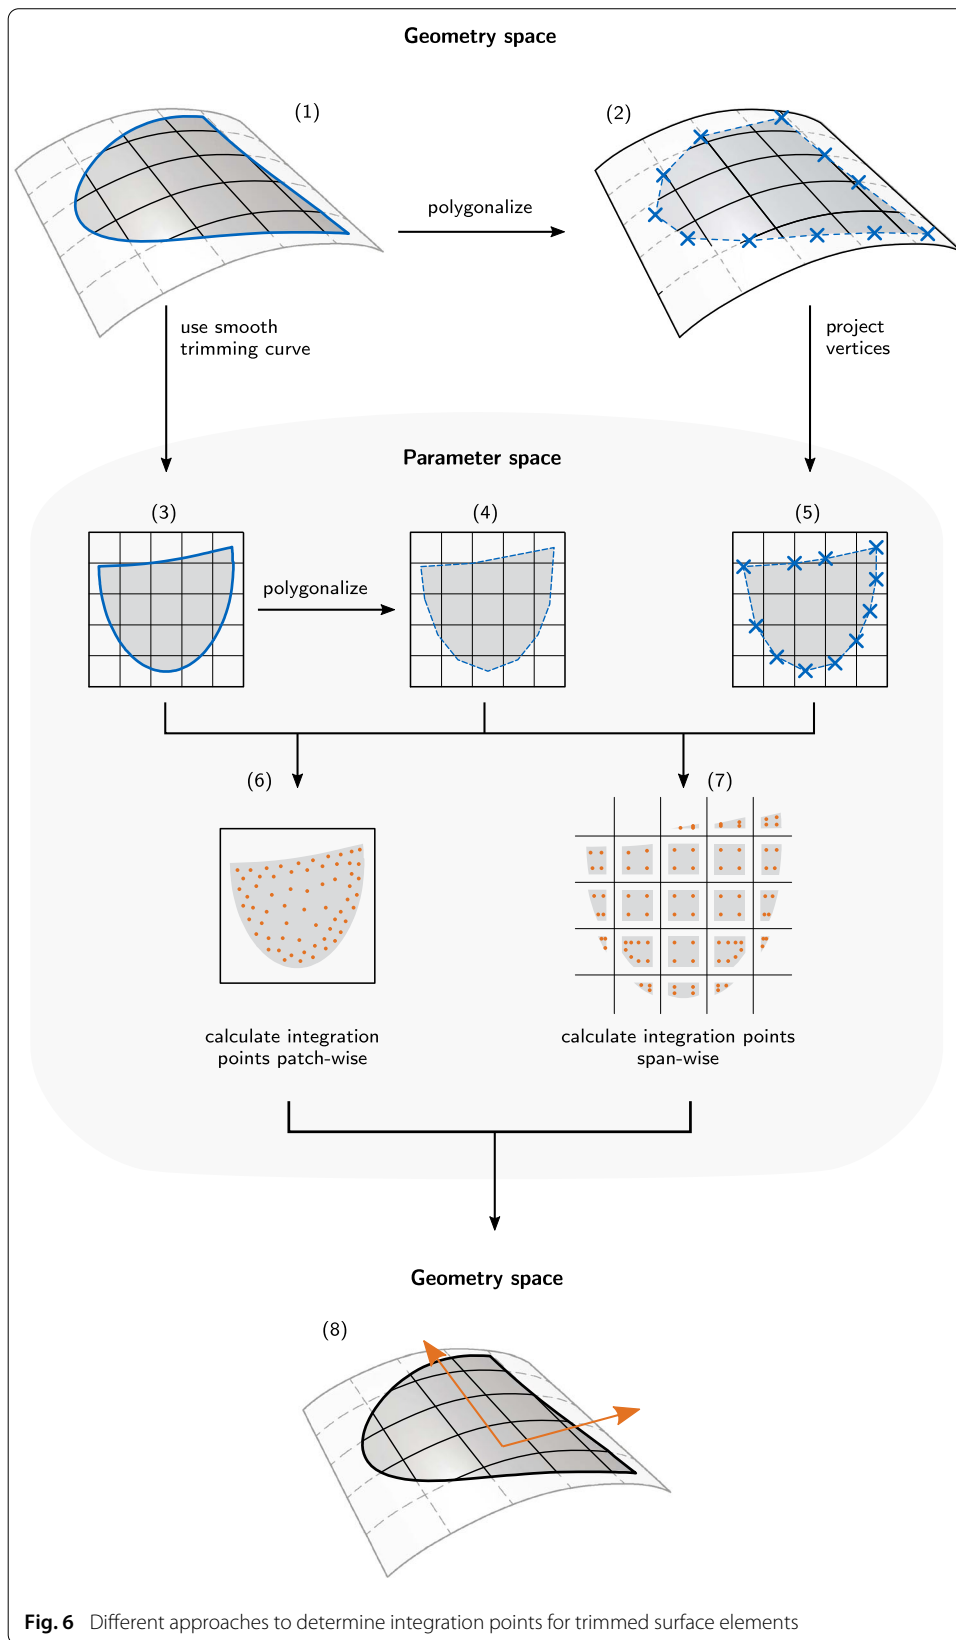 Geometry space
(1)
(2)
polygonalize
use smooth
trimming curve
project
vertices
Parameter space
(3)
(4)
(5)
polygonalize
(6)
(7)
calculate integration
points patch-wise
calculate integration points
span-wise
Geometry space
(8)
Fig. 6 Different approaches to determine integration points for trimmed surface elements